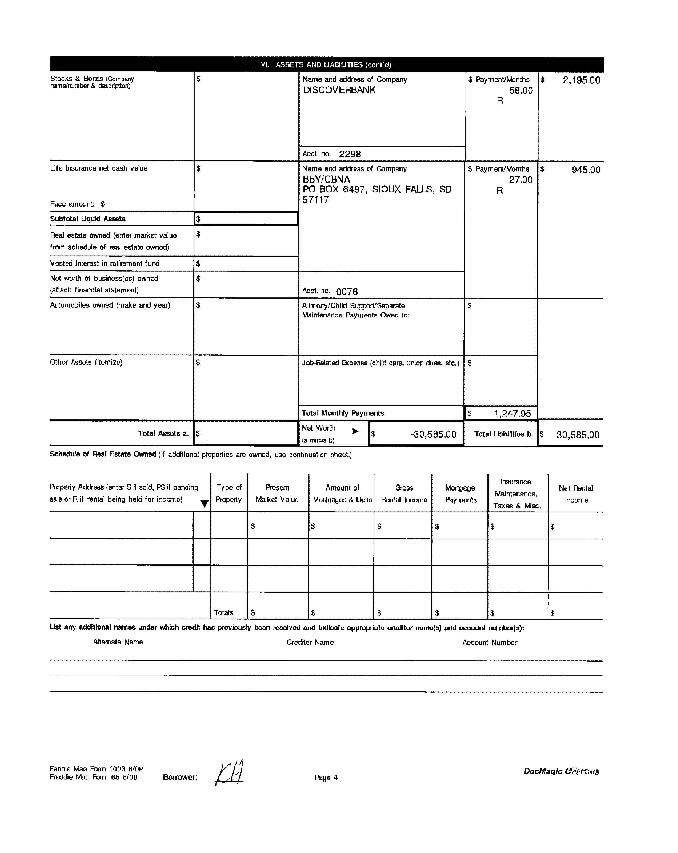 VI. ASSETS AND LIABILITIES (cont'd)
Stocks & Bonds (Company name/number & description)
$
Name and address of Company
DISCOVERBANK
$ Payment/Months
58.00
R
$ 2,195.00
Acct. no. 2298
Life insurance net cash value
$
Face amount: $
Name and address of Company
BBY/CBNA
PO BOX 6497, SIOUX FALLS, SD
57117
$ Payment/Months
27.00
R
$ 945.00
Subtotal Liquid Assets
$
Real estate owned (enter market value
from schedule of real estate owned)
$
Vested interest in retirement fund
$
Net worth of business(es) owned
(attach financial statement)
$
Acct. no. 0076
Automobiles owned (make and year)
$
Alimony/Child Support/Separate
Maintenance Payments Owed to:
$
Other Assets (itemize)
$
Job-Related Expense (child care, union dues, etc.)
$
Total Monthly Payments
$ 1,247.95
Total Assets a.
$
Net Worth
(a minus b)
$ -30,585.00
Total Liabilities b.
$ 30,585.00
Schedule of Real Estate Owned (if additional properties are owned, use continuation sheet.)
Property Address (enter S if sold, PS if pending
sale or R if rental being held for income)
Type of
Property
Present
Market Value
Amount of
Mortgages & Liens
Gross
Rental Income
Mortgage
Payments
Insurance
Maintenance,
Taxes & Misc.
Net Rental
Income
$ $ $ $ $ $
Totals $ $ $ $ $ $
List any additional names under which credit has previously been received and indicate appropriate creditor name(s) and account number(s):
Alternate Name Creditor Name Account Number
Fannie Mae Form 1003 6/09
Freddie Mac Form 65 6/09
Borrower: KH
Page 4
DocMagic